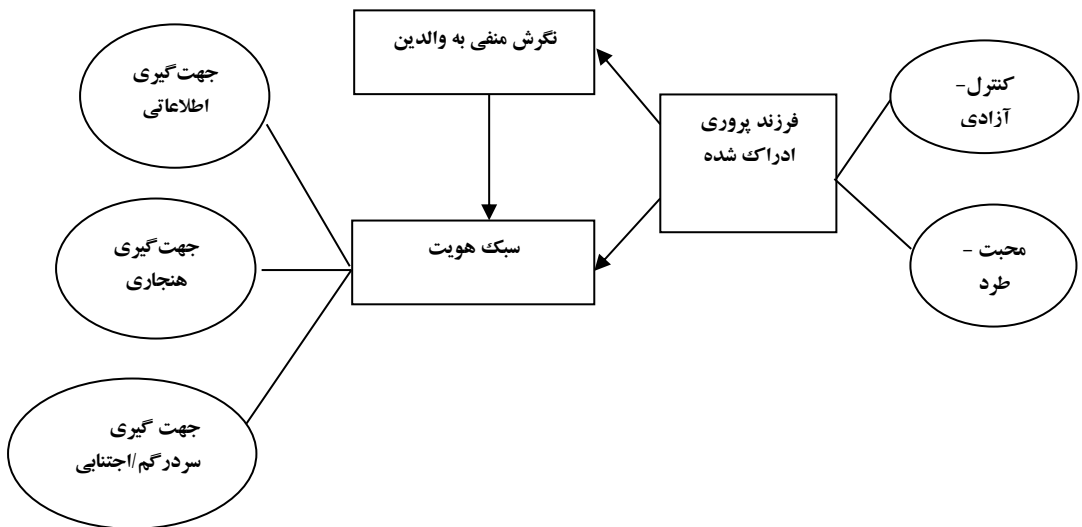 نگرش منفی به والدین
کنترل-
آزادی
فرزند پروری
ادراک شده
محبت -
طرد
سبک هویت
جهت‌گیری
اطلاعاتی
جهت‌گیری
هنجاری
جهت گیری
سردرگم/اجتنابی